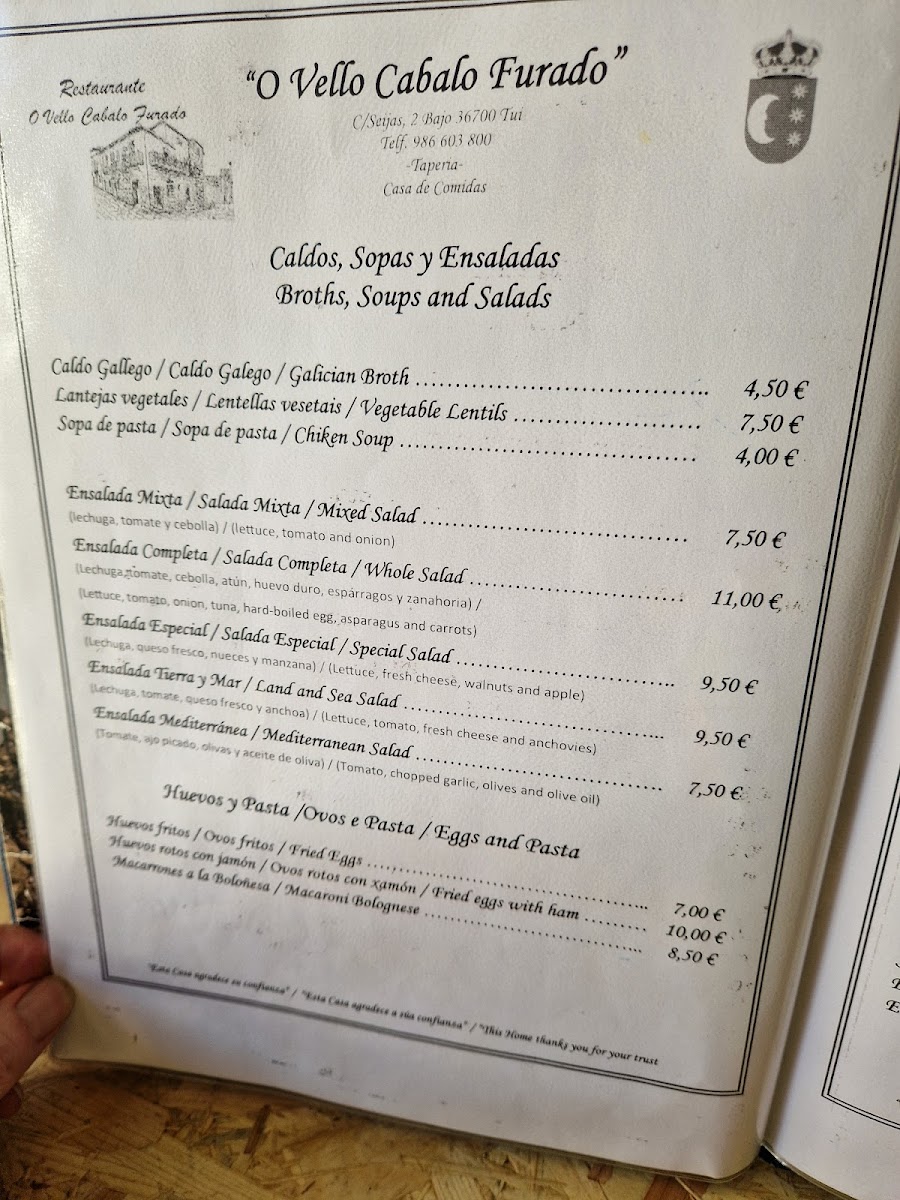 Restaurante
O Vello Cabalo Furado
"O Vello Cabalo Furado"
C/Seijas, 2 Bajo 36700 Tui
Telf. 986 603 800
-Taperia-
Casa de Comidas
Caldos, Sopas y Ensaladas
Broths, Soups and Salads
Caldo Gallego / Caldo Galego / Galician Broth ........................................ 4,50 €
Lantejas vegetales / Lentellas vesetais / Vegetable Lentils ........................ 7,50 €
Sopa de pasta / Sopa de pasta / Chiken Soup ...................................... 4,00 €
Ensalada Mixta / Salada Mixta / Mixed Salad .................................. 7,50 €
(lechuga, tomate y cebolla) / (lettuce, tomato and onion)
Ensalada Completa / Salada Completa / Whole Salad ........................... 11,00 €
(Lechuga, tomate, cebolla, atún, huevo duro, espárragos y zanahoria) /
(Lettuce, tomato, onion, tuna, hard-boiled egg, asparagus and carrots)
Ensalada Especial / Salada Especial / Special Salad ............................ 9,50 €
(Lechuga, queso fresco, nueces y manzana) / (Lettuce, fresh cheese, walnuts and apple)
Ensalada Tierra y Mar / Land and Sea Salad .................................. 9,50 €
(Lechuga, tomate, queso fresco y anchoa) / (Lettuce, tomato, fresh cheese and anchovies)
Ensalada Mediterránea / Mediterranean Salad ................................ 7,50 €
(Tomate, ajo picado, olivas y aceite de oliva) / (Tomato, chopped garlic, olives and olive oil)
Huevos y Pasta /Ovos e Pasta / Eggs and Pasta
Huevos fritos / Ovos fritos / Fried Eggs ...................................... 7,00 €
Huevos rotos con jamón / Ovos rotos con xamón / Fried eggs with ham ......... 10,00 €
Macarrones a la Boloñesa / Macaroni Bolognese ............................ 8,50 €
"Esta Casa agradece su confianza" / "Esta Casa agradece a súa confianza" / "This Home thanks you for your trust